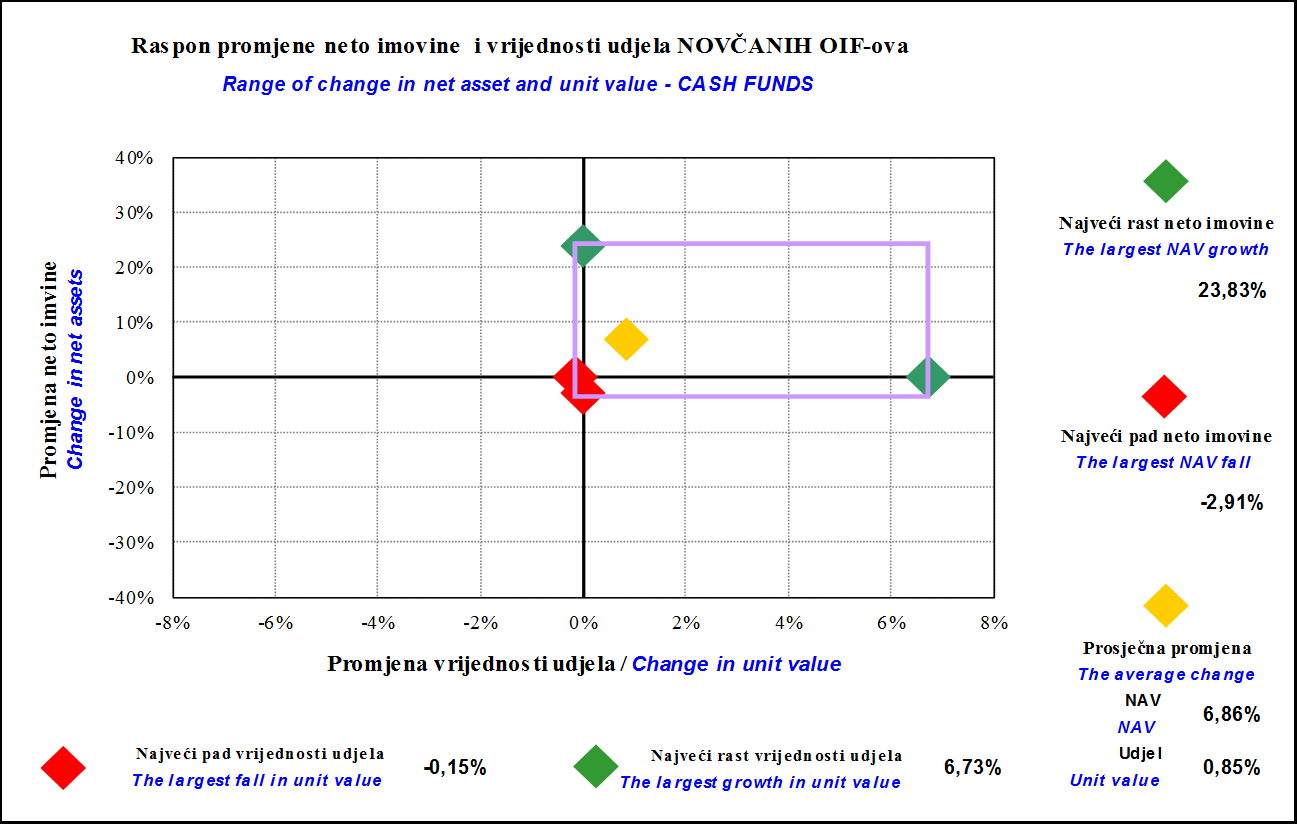 Raspon promjene neto imovine i vrijednosti udjela NOVČANIH OIF-ova
Range of change in net asset and unit value - CASH FUNDS
Promjena neto imvine
Change in net assets
40%
30%
20%
10%
0%
-10%
-20%
-30%
-40%
-8%
-6%
-4%
-2%
0%
2%
4%
6%
8%
Promjena vrijednosti udjela / Change in unit value
Najveći rast neto imovine
The largest NAV growth
23,83%
Najveći pad neto imovine
The largest NAV fall
-2,91%
Prosječna promjena
The average change
NAV
NAV
6,86%
Udjel
Unit value
0,85%
Najveći pad vrijednosti udjela
The largest fall in unit value
-0,15%
Najveći rast vrijednosti udjela
The largest growth in unit value
6,73%